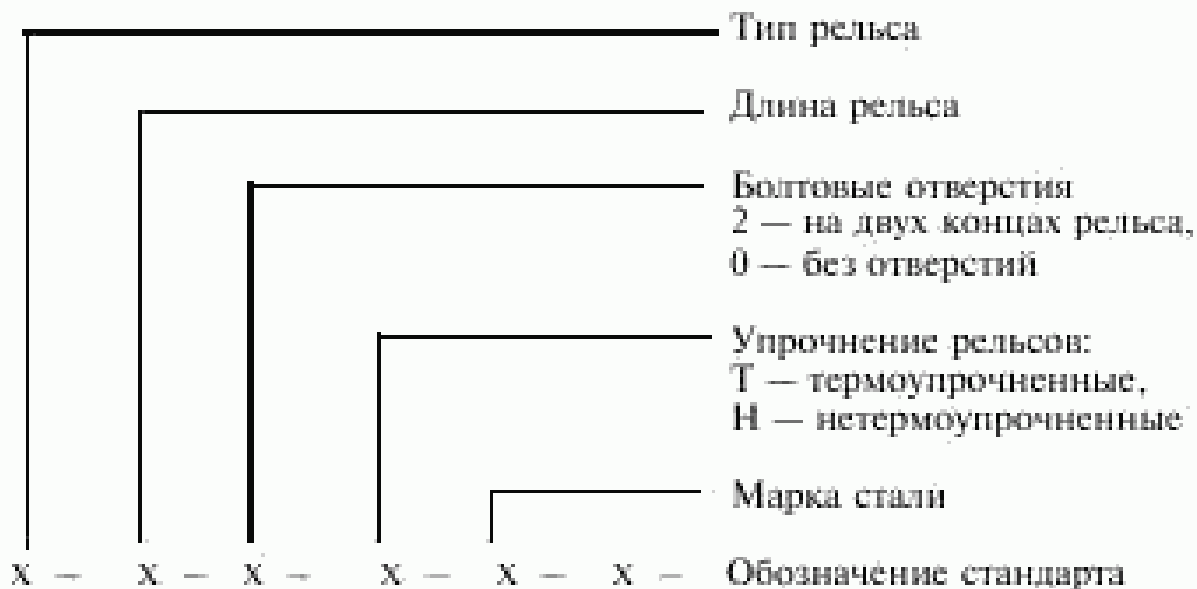 Тип рельса
Длина рельса
Болтовые отверстия
2 — на двух концах рельса,
0 — без отверстий
Упрочнение рельсов:
Т — термоупрочненные,
Н — нетермоупрочненные
Марка стали
Х – Х – Х – Х – Х – Х – Обозначение стандарта